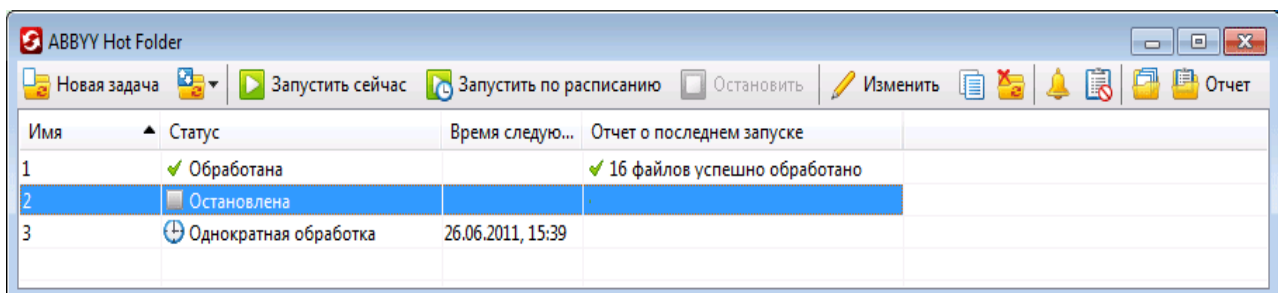 ABBYY Hot Folder
Новая задача Запустить сейчас Запустить по расписанию Остановить Изменить Отчет
Имя Статус Время следую... Отчет о последнем запуске
1 Обработана 16 файлов успешно обработано
2 Остановлена
3 Однократная обработка 26.06.2011, 15:39